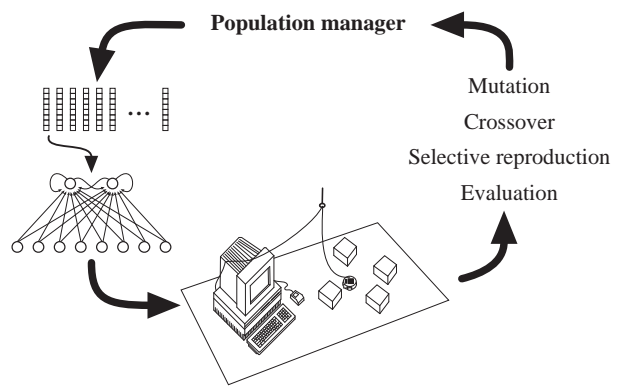 Population manager
Mutation
Crossover
Selective reproduction
Evaluation